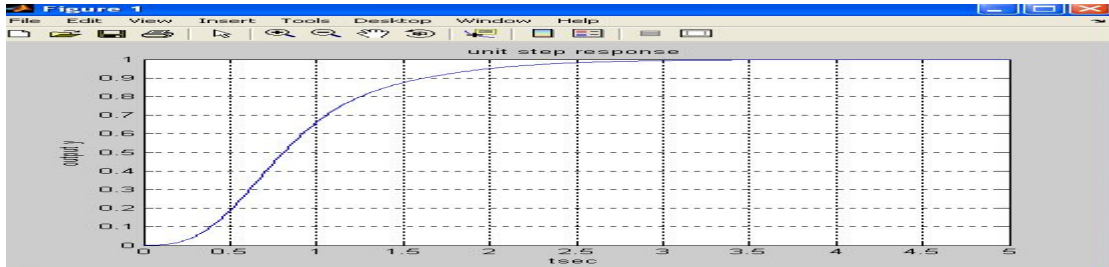 Figure 1
File Edit View Insert Tools Desktop Window Help
unit step response
1
0.9
0.8
0.7
0.6
0.5
0.4
0.3
0.2
0.1
0
output y
0 0.5 1 1.5 2 2.5 3 3.5 4 4.5 5
tsec